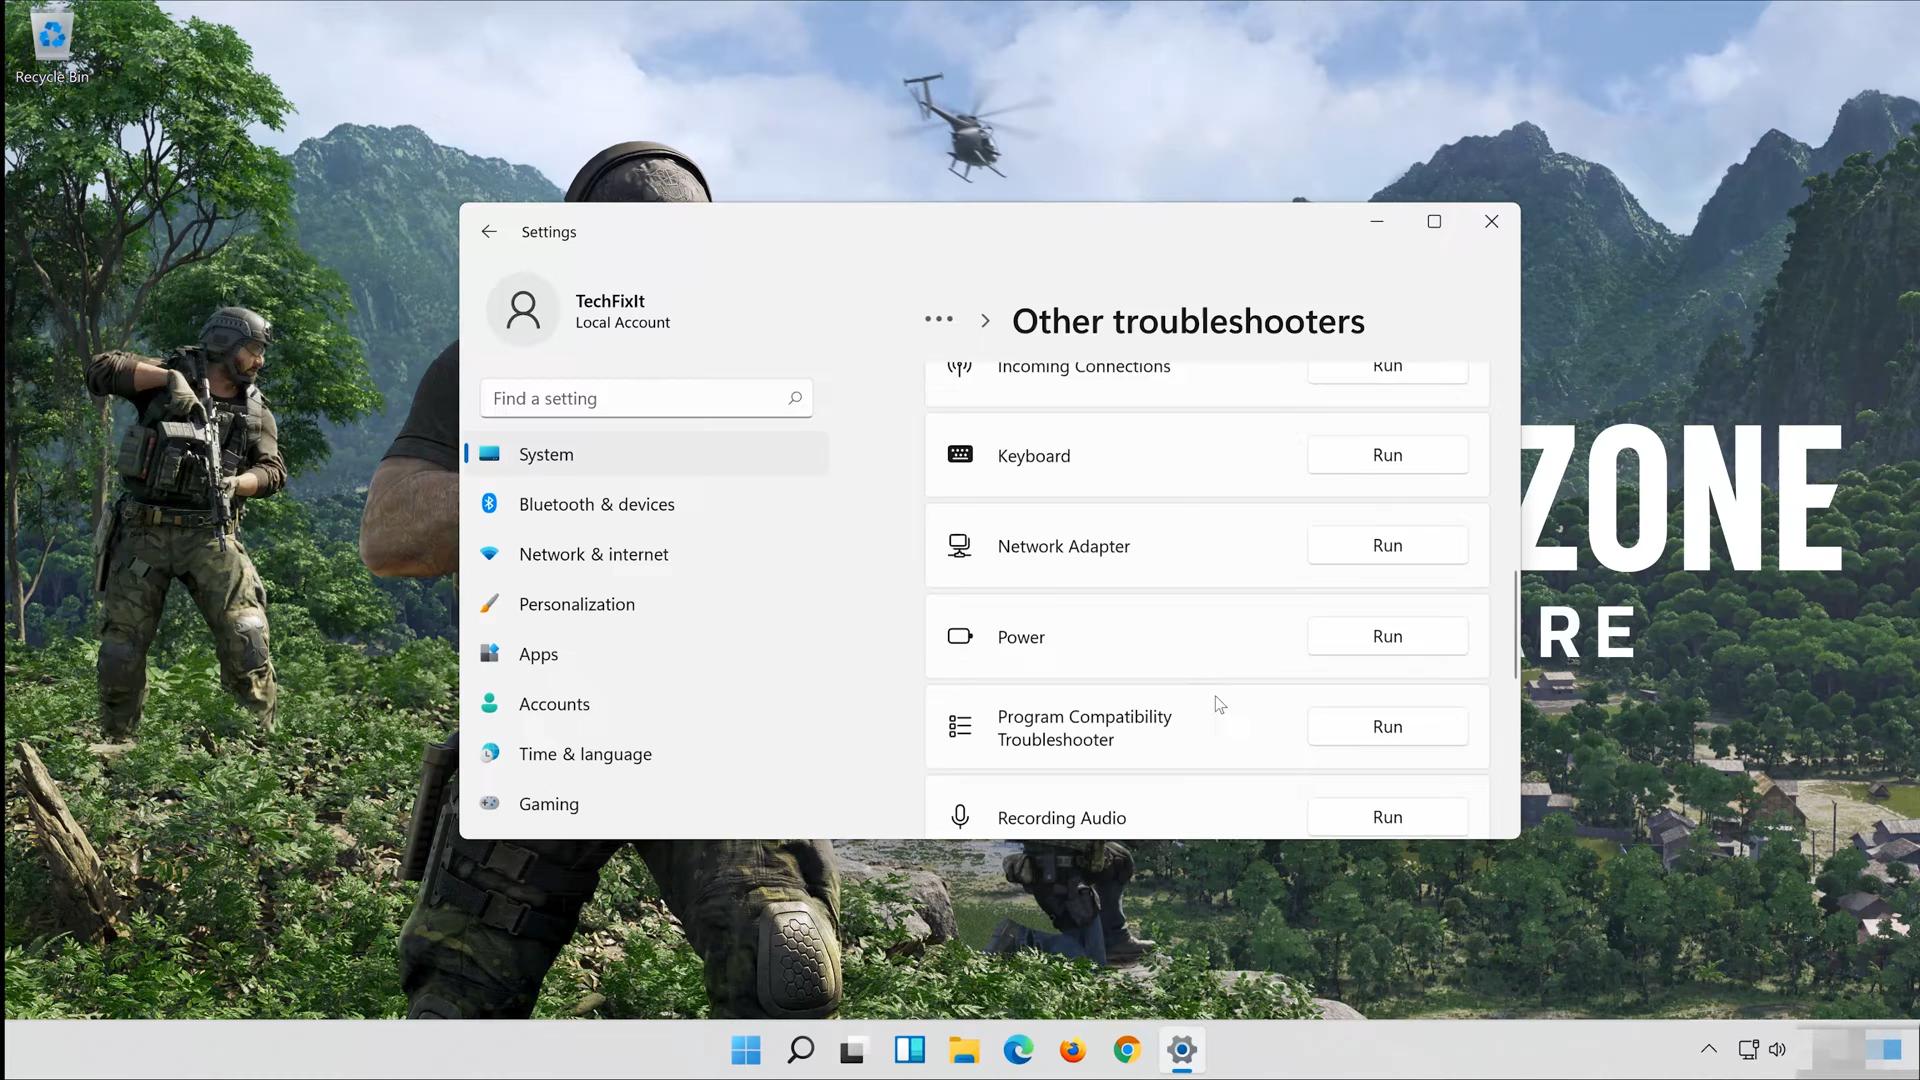 Recycle Bin
Settings
TechFixIt
Local Account
Find a setting
System
Bluetooth & devices
Network & internet
Personalization
Apps
Accounts
Time & language
Gaming
Other troubleshooters
Incoming Connections
Run
Keyboard
Run
Network Adapter
Run
Power
Run
Program Compatibility
Troubleshooter
Run
Recording Audio
Run
ZONE
RE